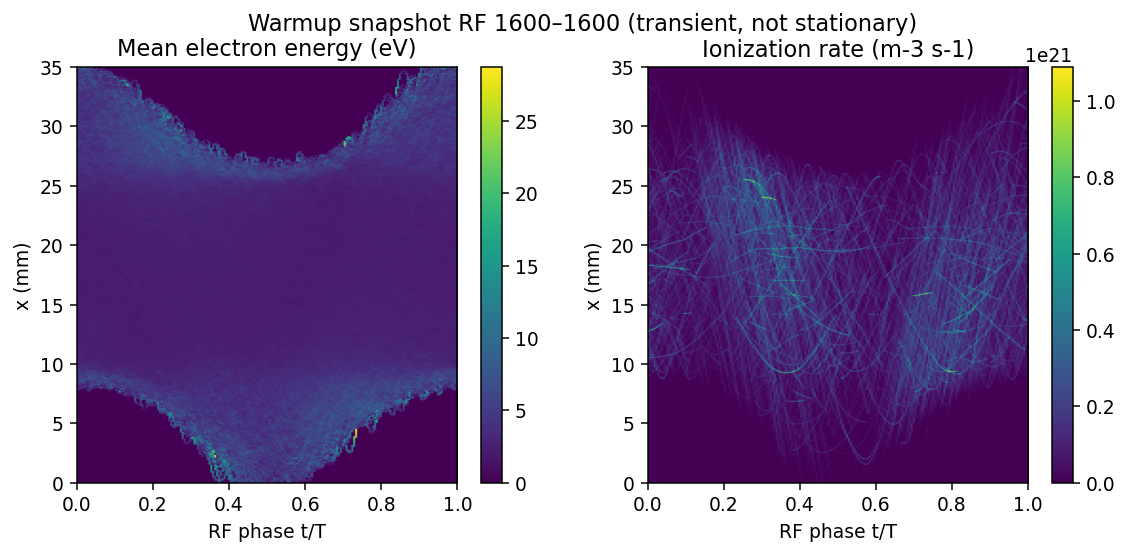 Warmup snapshot RF 1600–1600 (transient, not stationary)
Mean electron energy (eV)
35
30
25
20
15
10
5
0
x (mm)
0.0 0.2 0.4 0.6 0.8 1.0
RF phase t/T
25
20
15
10
5
0
Ionization rate (m-3 s-1)
35
30
25
20
15
10
5
0
x (mm)
0.0 0.2 0.4 0.6 0.8 1.0
RF phase t/T
1e21
1.0
0.8
0.6
0.4
0.2
0.0